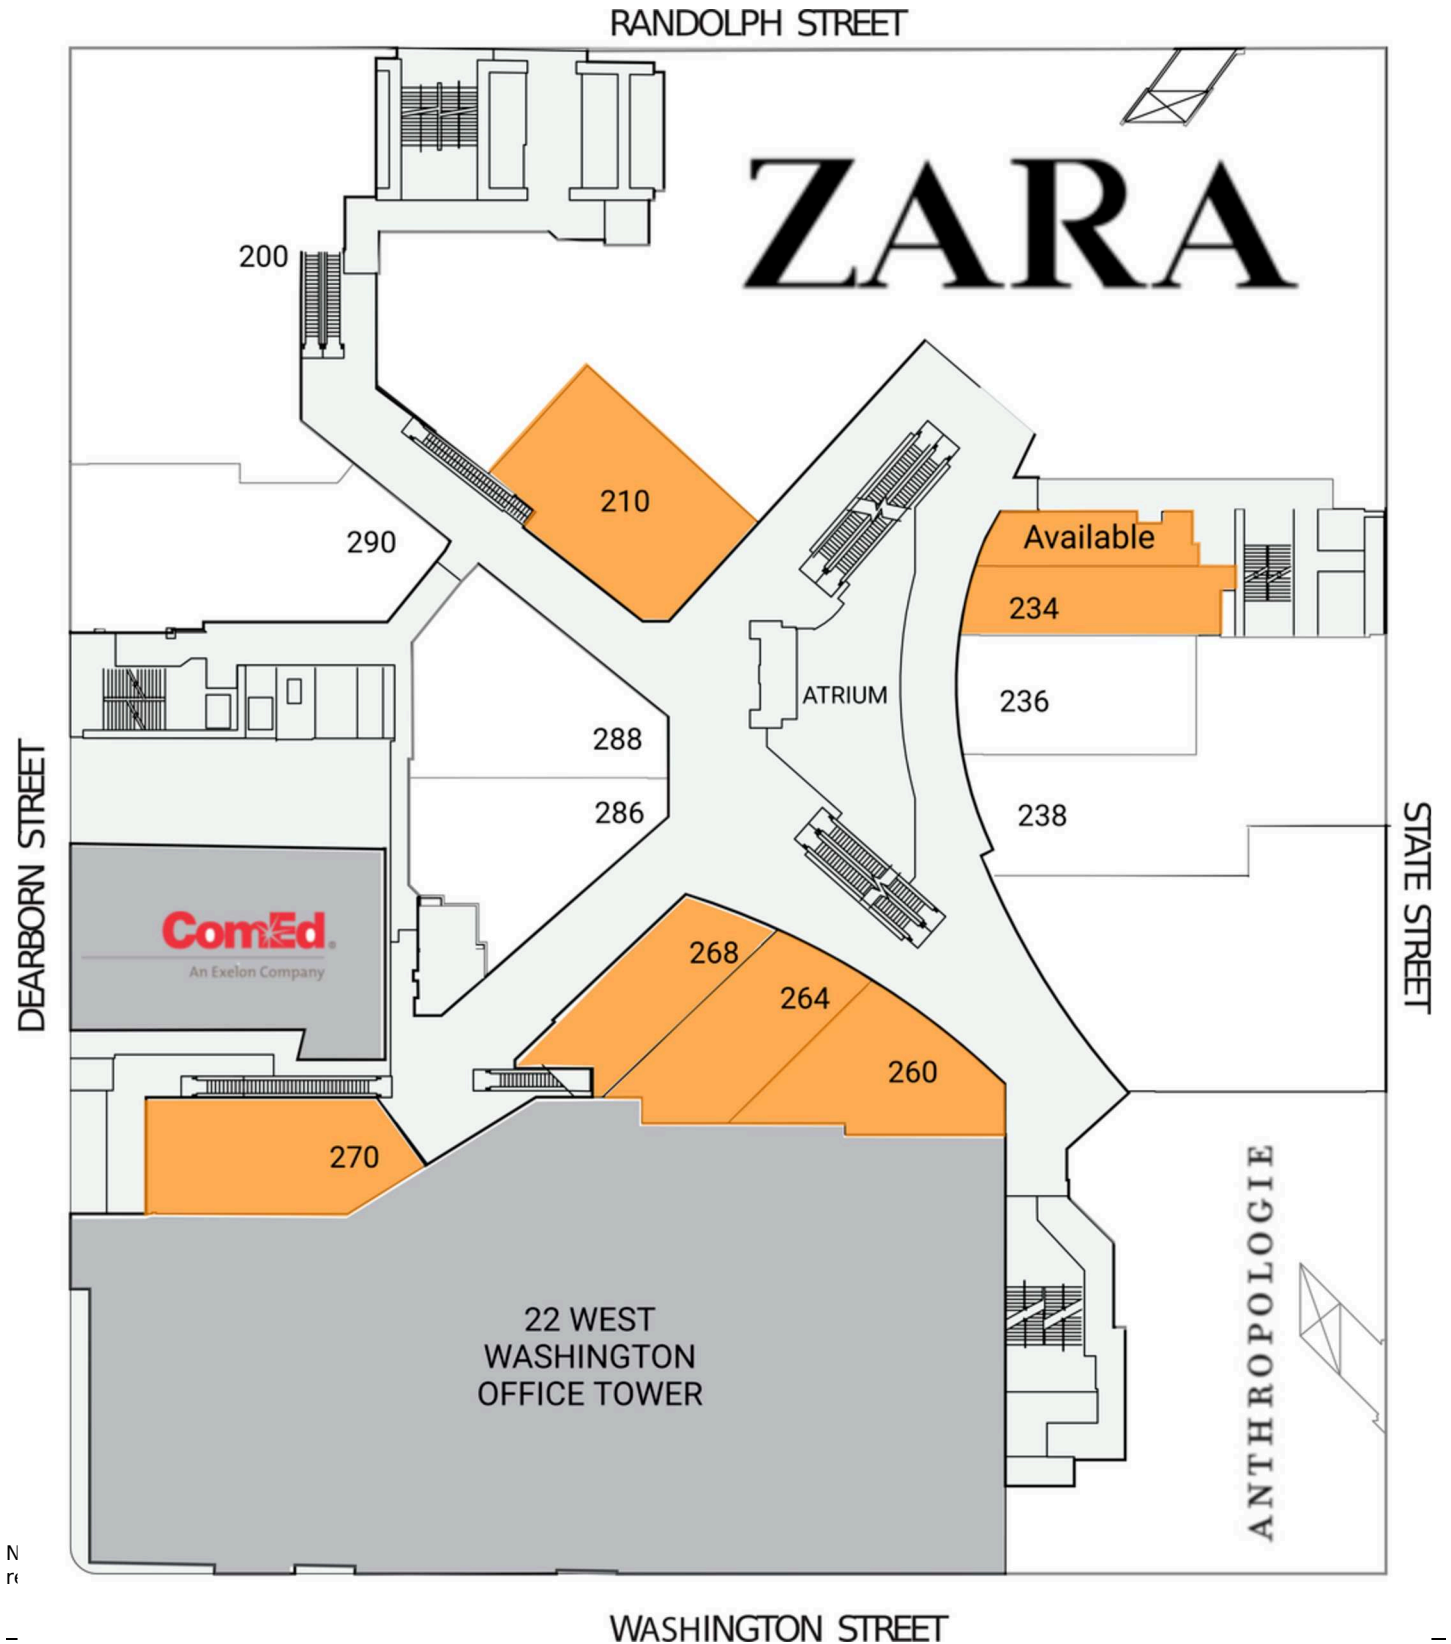 RANDOLPH STREET
ZARA
200
210
290
Available
234
236
ATRIUM
288
286
238
DEARBORN STREET
STATE STREET
ComEd
An Exelon Company
268
264
260
270
22 WEST
WASHINGTON
OFFICE TOWER
ANTHROPOLOGIE
WASHINGTON STREET